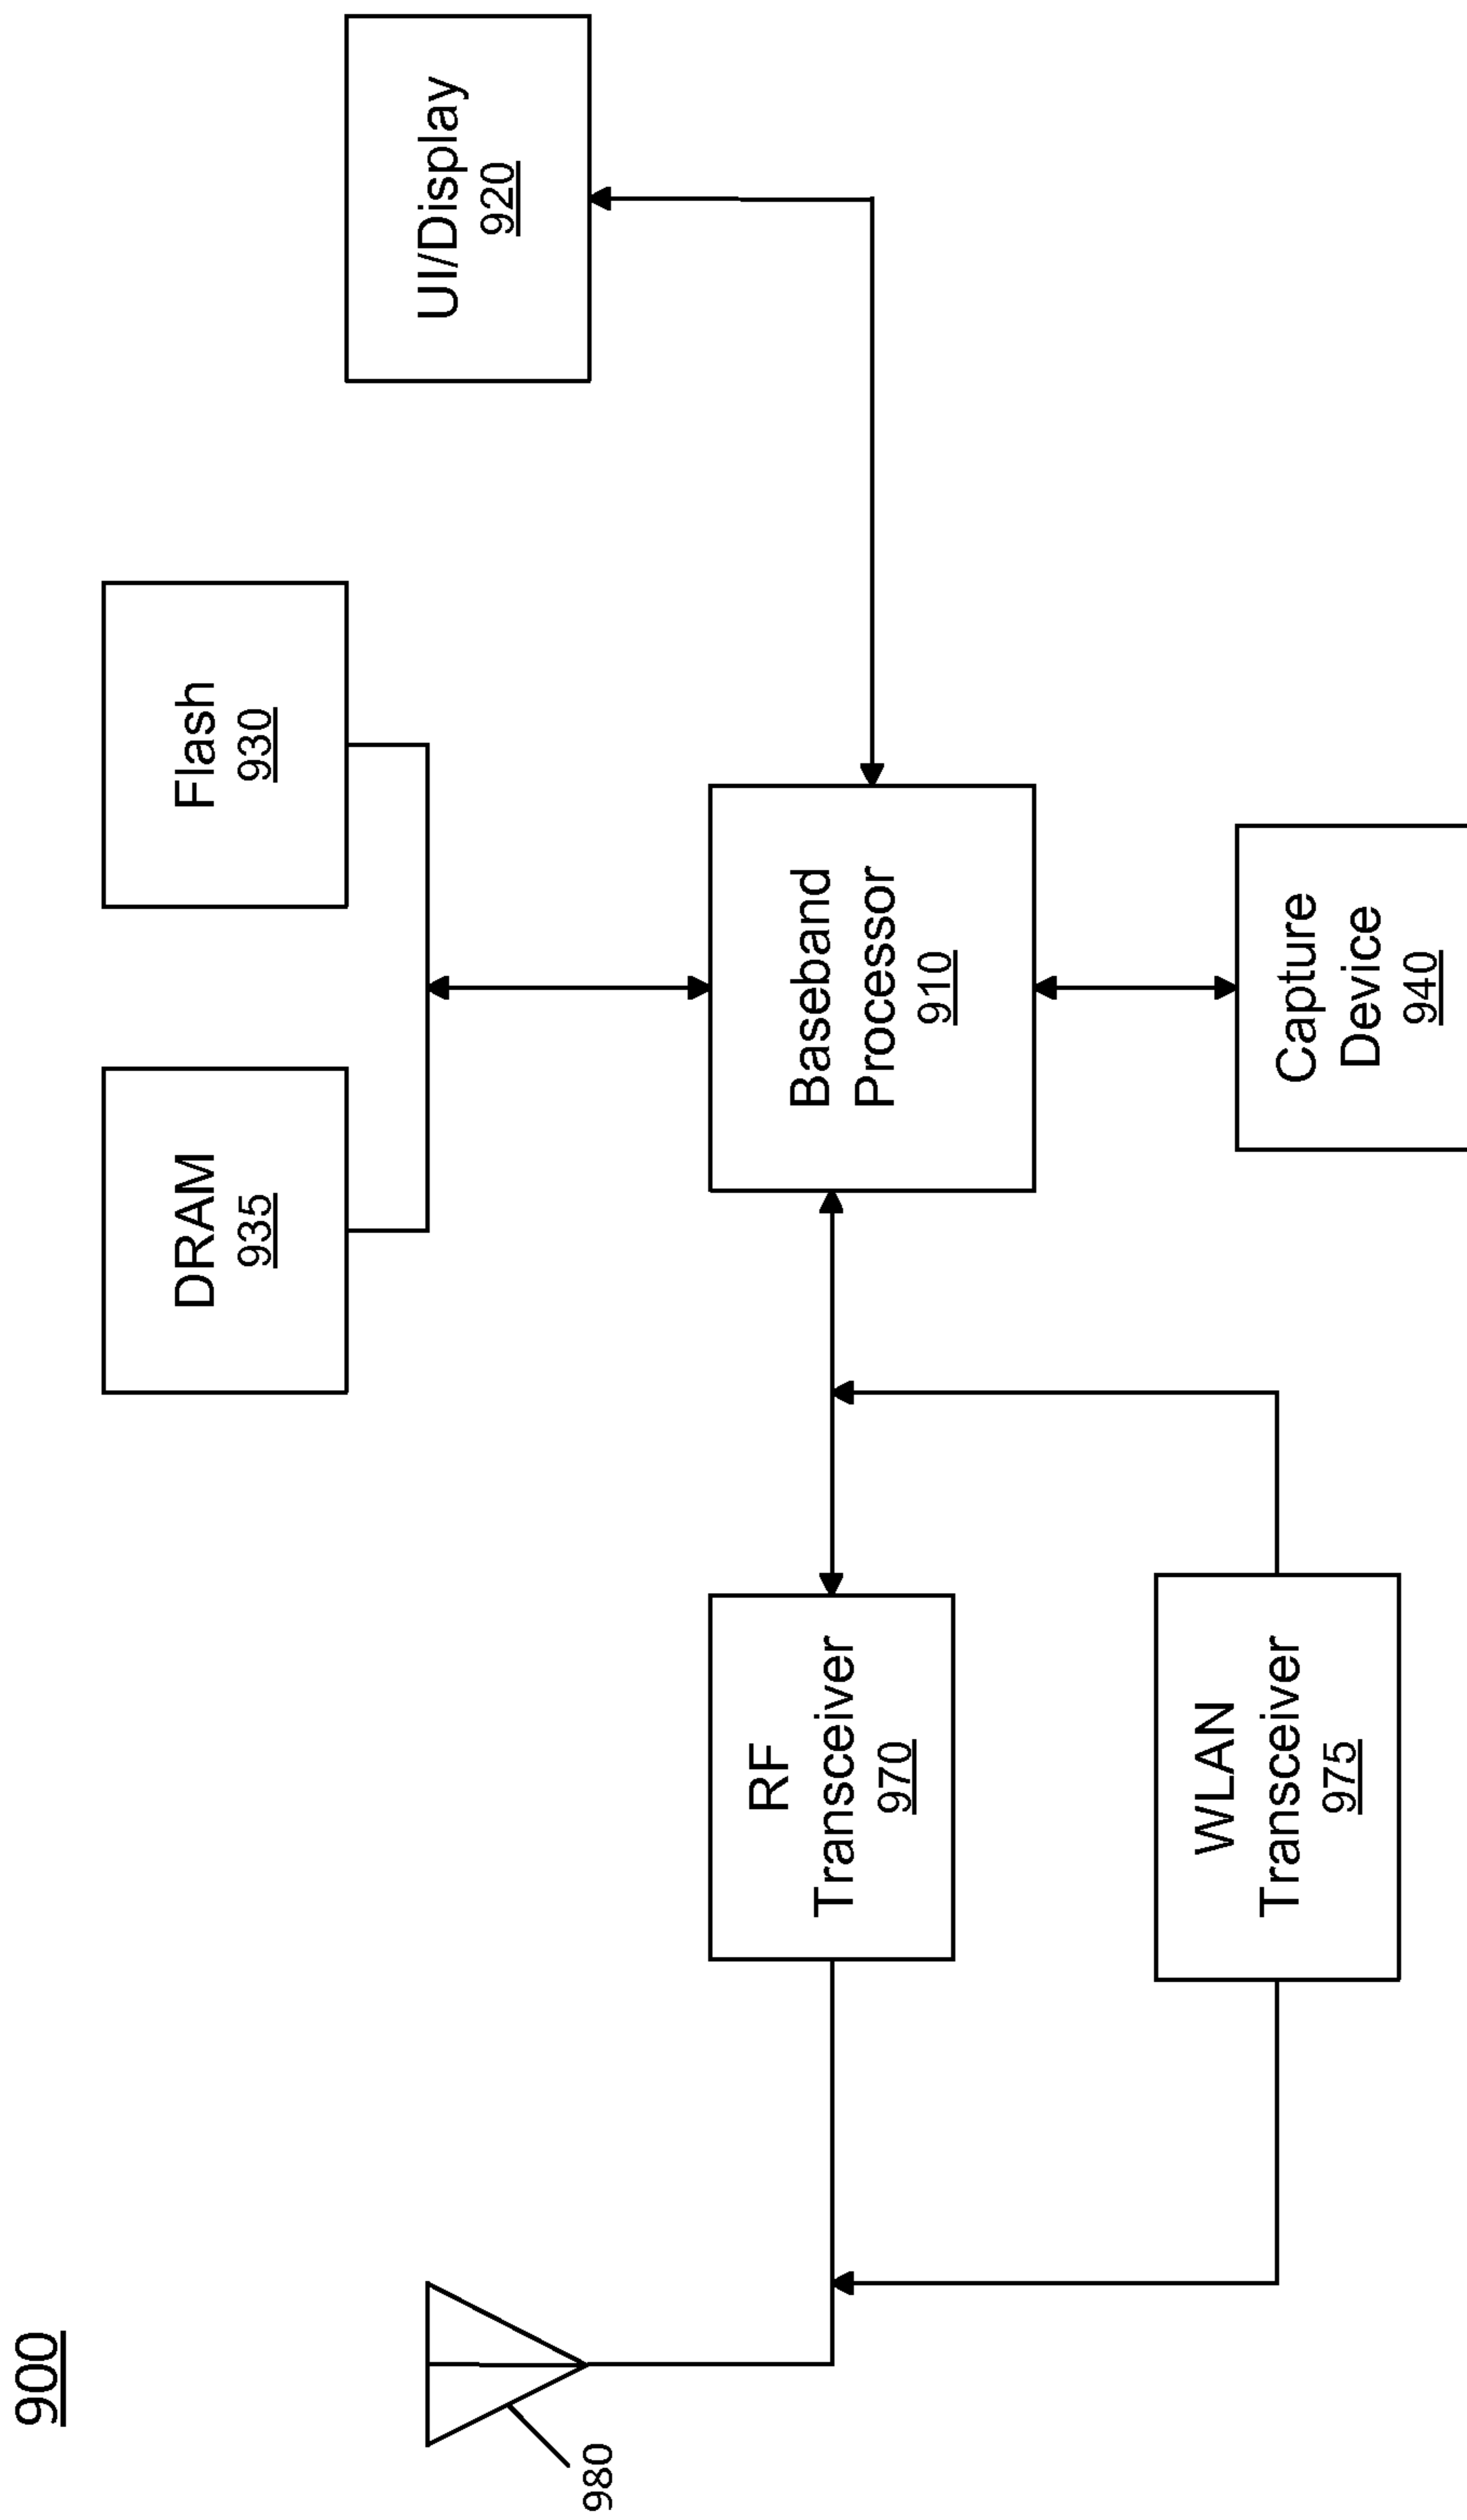 900
DRAM
935
Flash
930
UI/Display
920
980
RF
Transceiver
970
Baseband
Processor
910
WLAN
Transceiver
975
Capture
Device
940